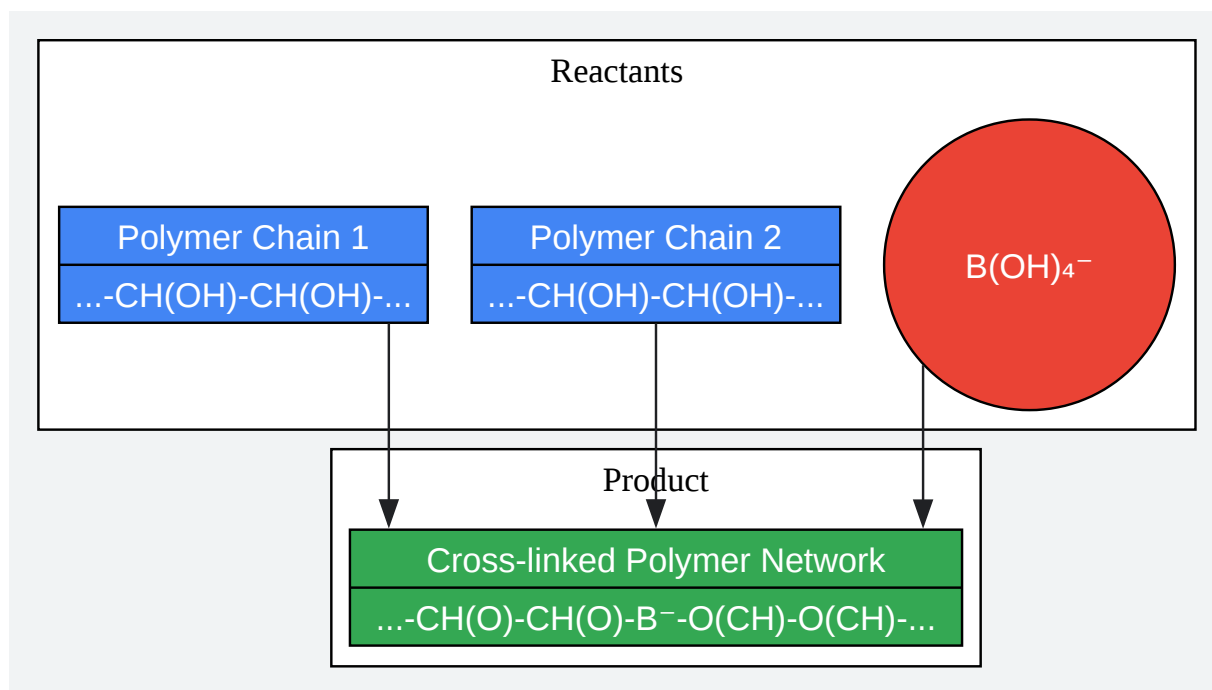 Reactants
Polymer Chain 1
...-CH(OH)-CH(OH)-...
Polymer Chain 2
...-CH(OH)-CH(OH)-...
B(OH)₄⁻
Product
Cross-linked Polymer Network
...-CH(O)-CH(O)-B⁻-O(CH)-O(CH)-...